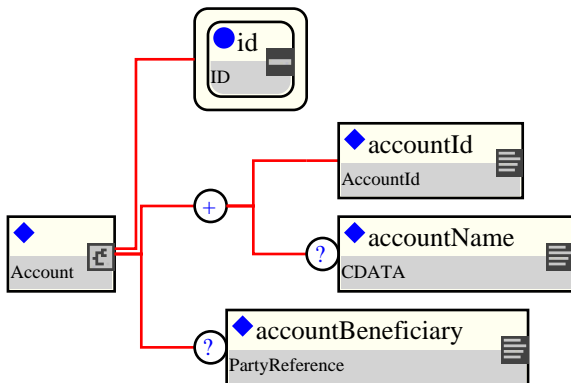 id
ID
accountId
AccountId
+
accountName
?
CDATA
Account
accountBeneficiary
?
PartyReference